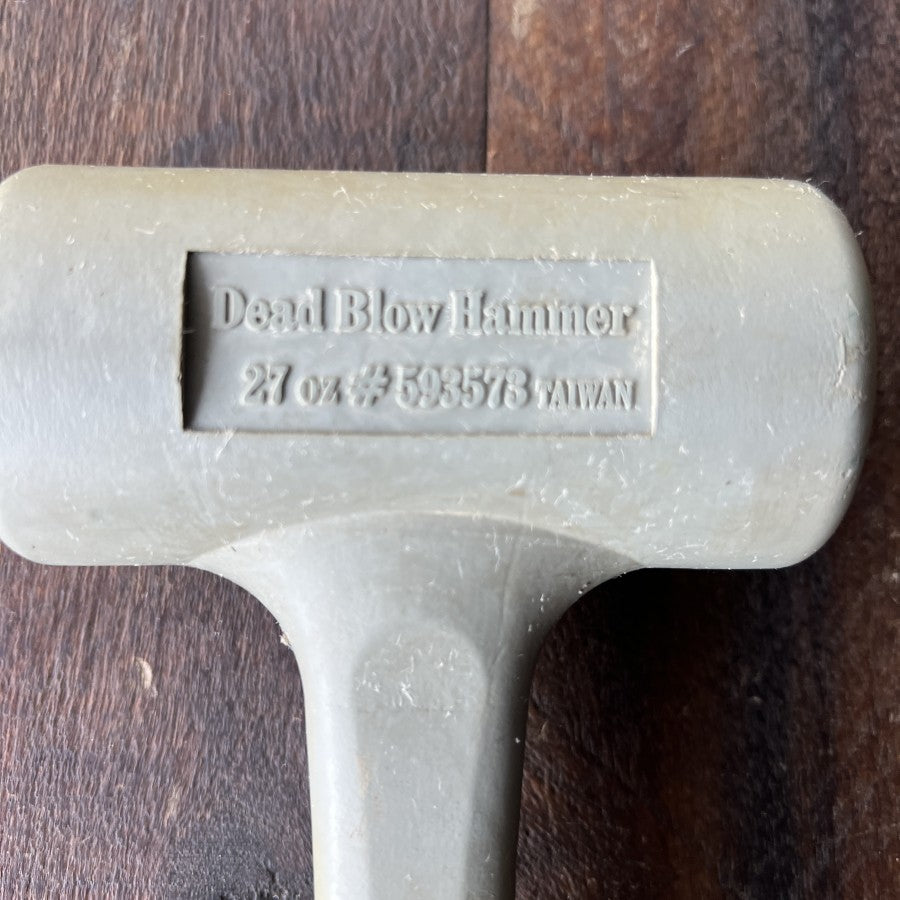 Dead Blow Hammer
27 oz # 593573 TAIWAN